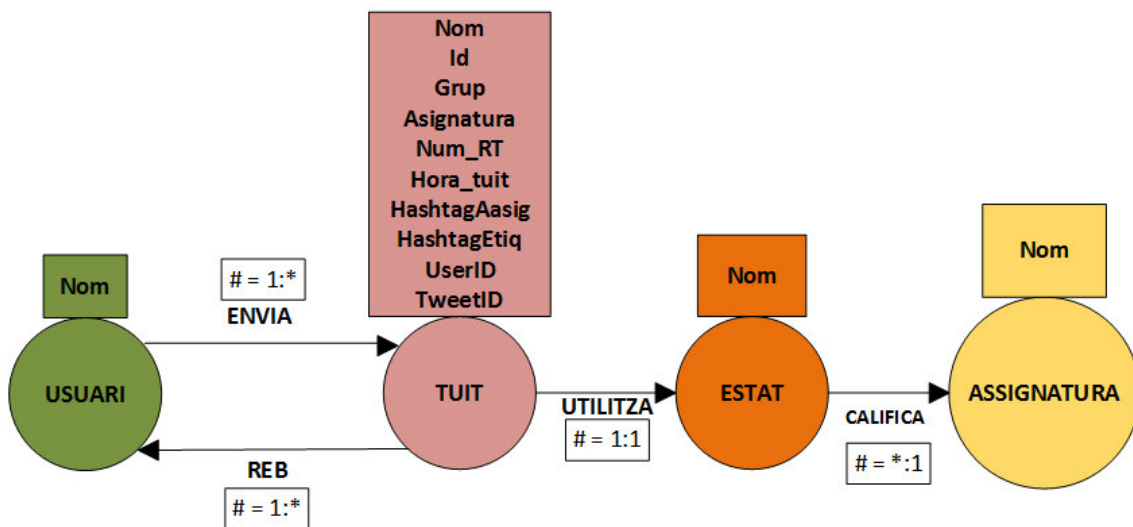 Nom
Id
Grup
Asignatura
Num_RT
Hora_tuit
HashtagAasig
HashtagEtiq
UserID
TweetID
Nom
# = 1:*
ENVIA
Nom
Nom
USUARI
TUIT
UTILITZA
# = 1:1
ESTAT
CALIFICA
# = *:1
ASSIGNATURA
REB
# = 1:*